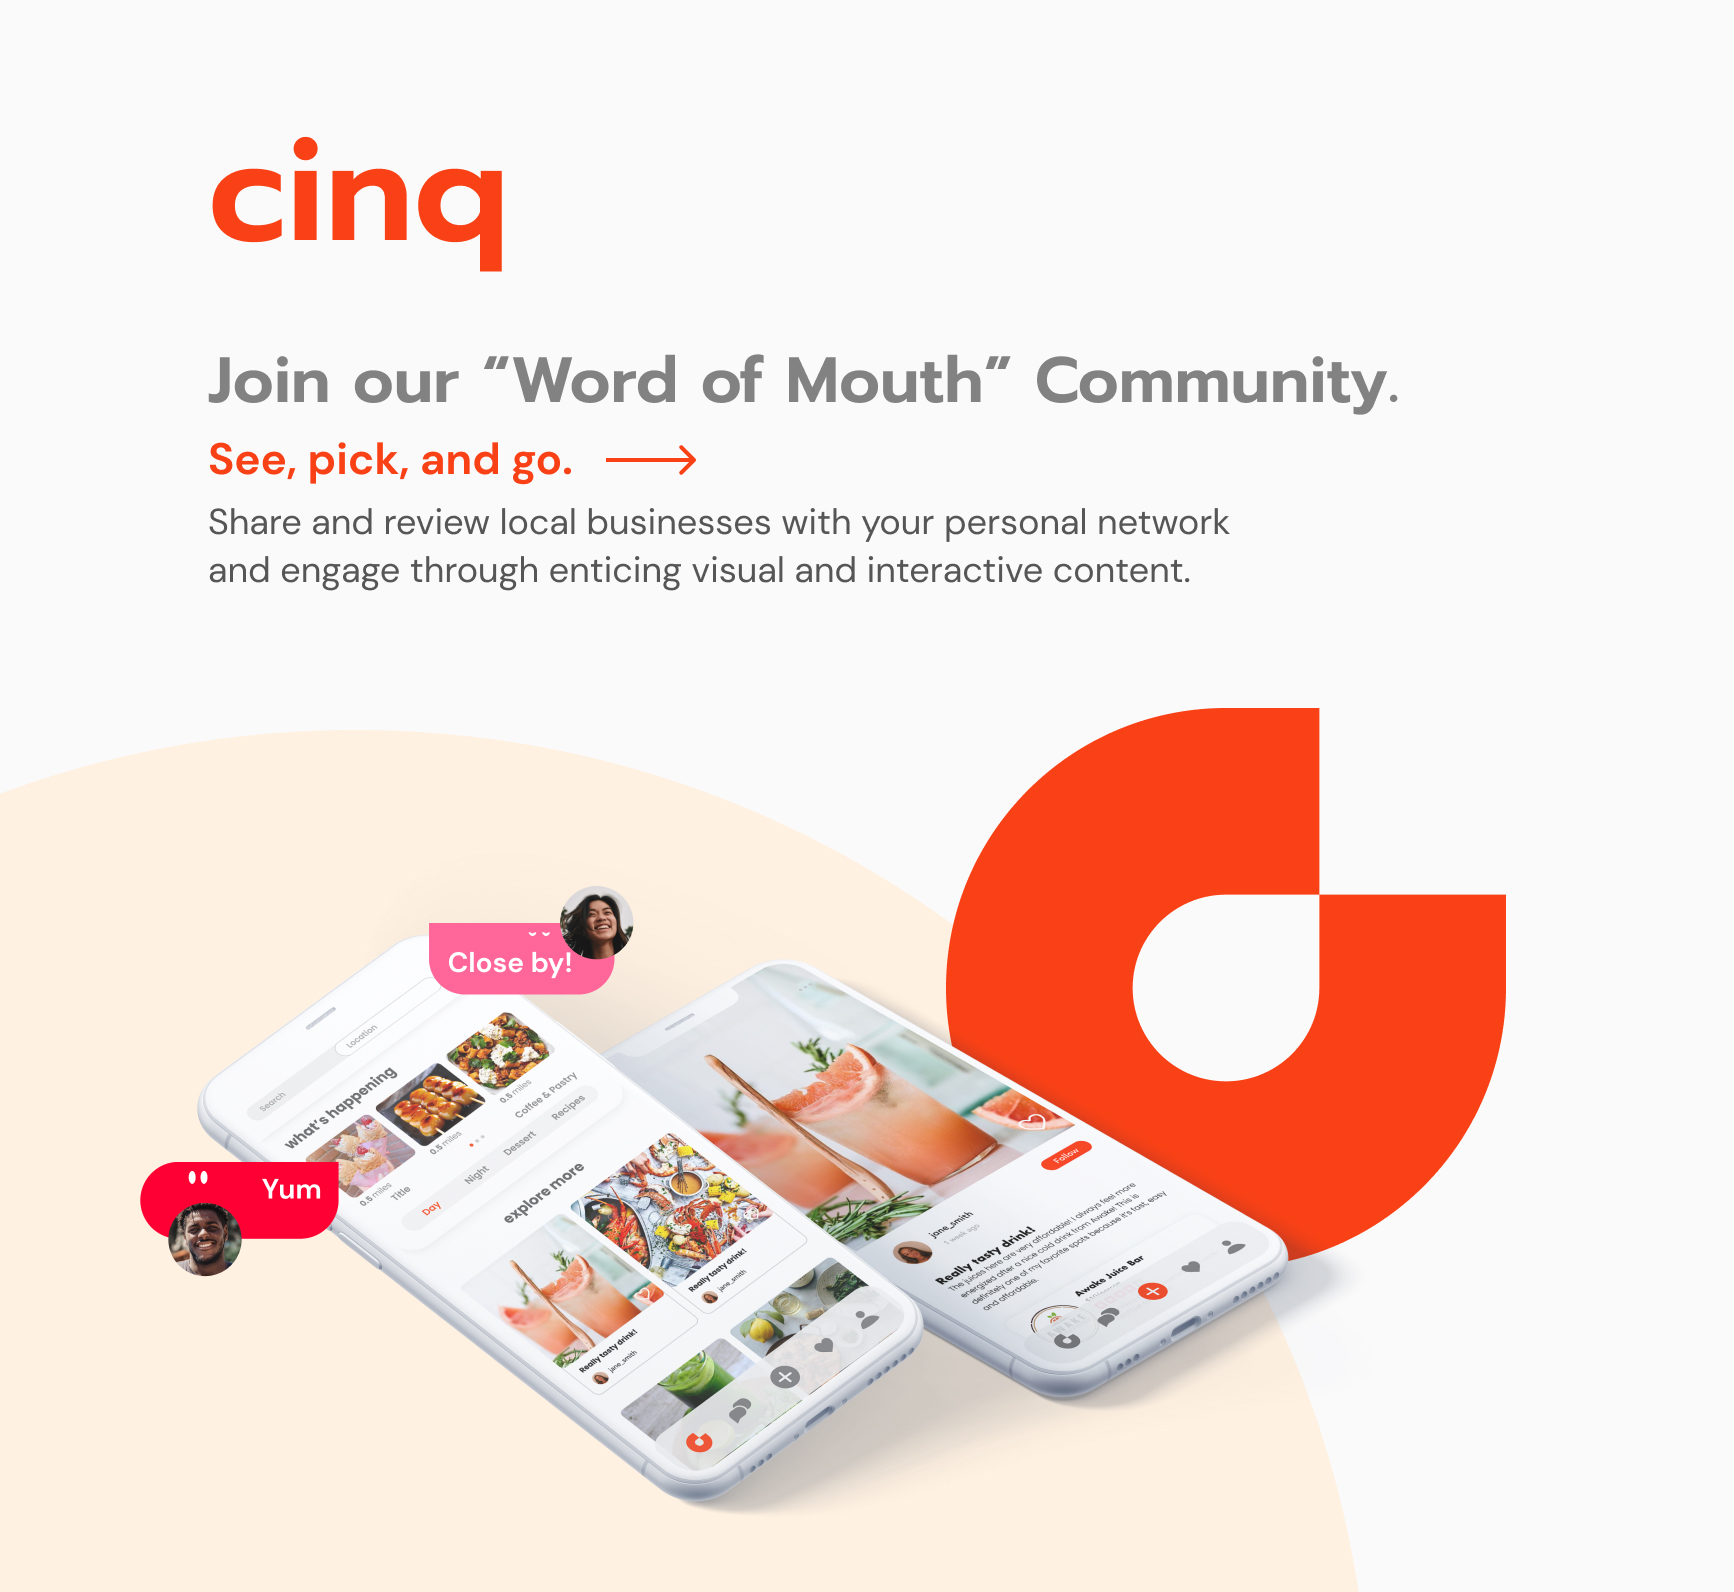 cinq
Join our “Word of Mouth” Community.
See, pick, and go.
Share and review local businesses with your personal network
and engage through enticing visual and interactive content.
Close by!
Yum
Search
Location
what's happening
0.5 miles
0.5 miles
0.5 miles
Title
Coffee & Pastry
Day
Night
Dessert
Recipes
explore more
Really tasty drink!
jane_smith
Really tasty drink!
jane_smith
Follow
jane_smith
1 week ago
Really tasty drink!
The juices here are very affordable! I always feel more
energized after a nice cold drink from Awake! This is
definitely one of my favorite spots because it's fast, easy
and affordable.
Awake Juice Bar
AWAKE